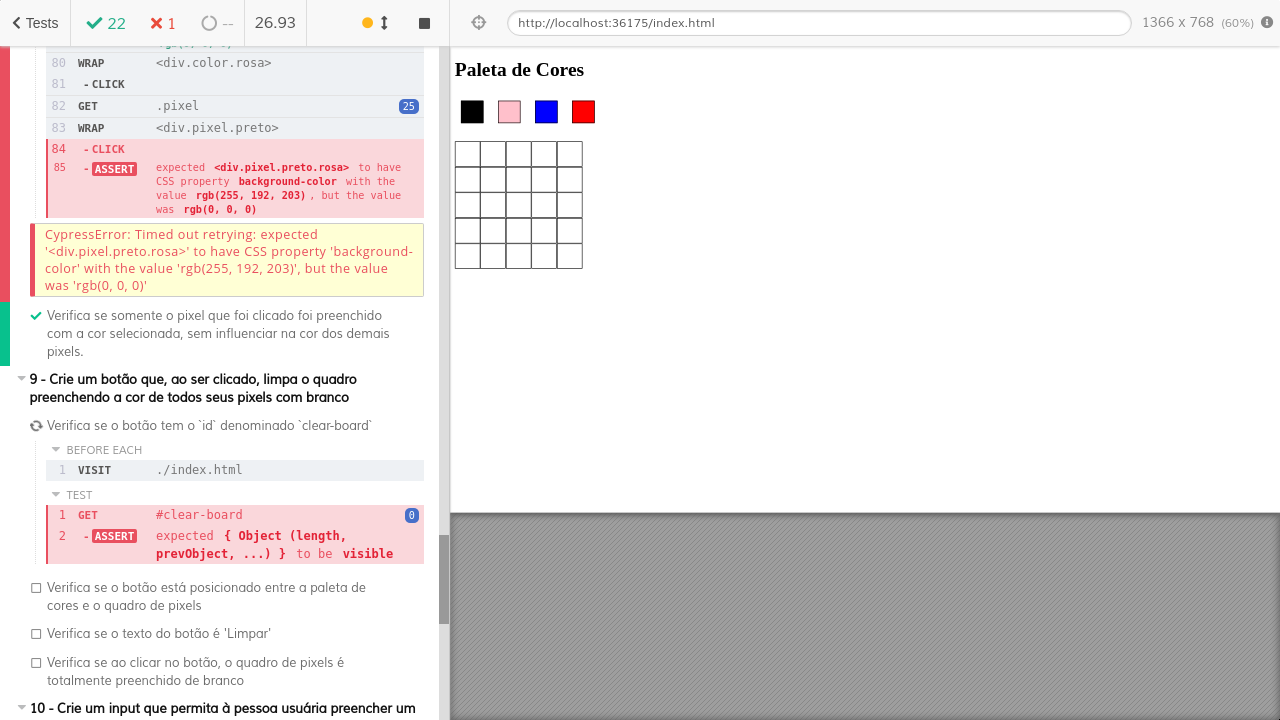 Tests
22
1
--
26.93
http://localhost:36175/index.html
1366 x 768 (60%)
80 WRAP <div.color.rosa>
81 - CLICK
82 GET .pixel 25
83 WRAP <div.pixel.preto>
84 - CLICK
85 - ASSERT expected <div.pixel.preto.rosa> to have
CSS property background-color with the
value rgb(255, 192, 203) , but the value
was rgb(0, 0, 0)
CypressError: Timed out retrying: expected
'<div.pixel.preto.rosa>' to have CSS property 'background-
color' with the value 'rgb(255, 192, 203)', but the value
was 'rgb(0, 0, 0)'
Verifica se somente o pixel que foi clicado foi preenchido
com a cor selecionada, sem influenciar na cor dos demais
pixels.
9 - Crie um botão que, ao ser clicado, limpa o quadro
preenchendo a cor de todos seus pixels com branco
Verifica se o botão tem o `id` denominado `clear-board`
BEFORE EACH
1 VISIT ./index.html
TEST
1 GET #clear-board 0
2 - ASSERT expected { Object (length,
prevObject, ...) } to be visible
Verifica se o botão está posicionado entre a paleta de
cores e o quadro de pixels
Verifica se o texto do botão é 'Limpar'
Verifica se ao clicar no botão, o quadro de pixels é
totalmente preenchido de branco
10 - Crie um input que permita à pessoa usuária preencher um
Paleta de Cores